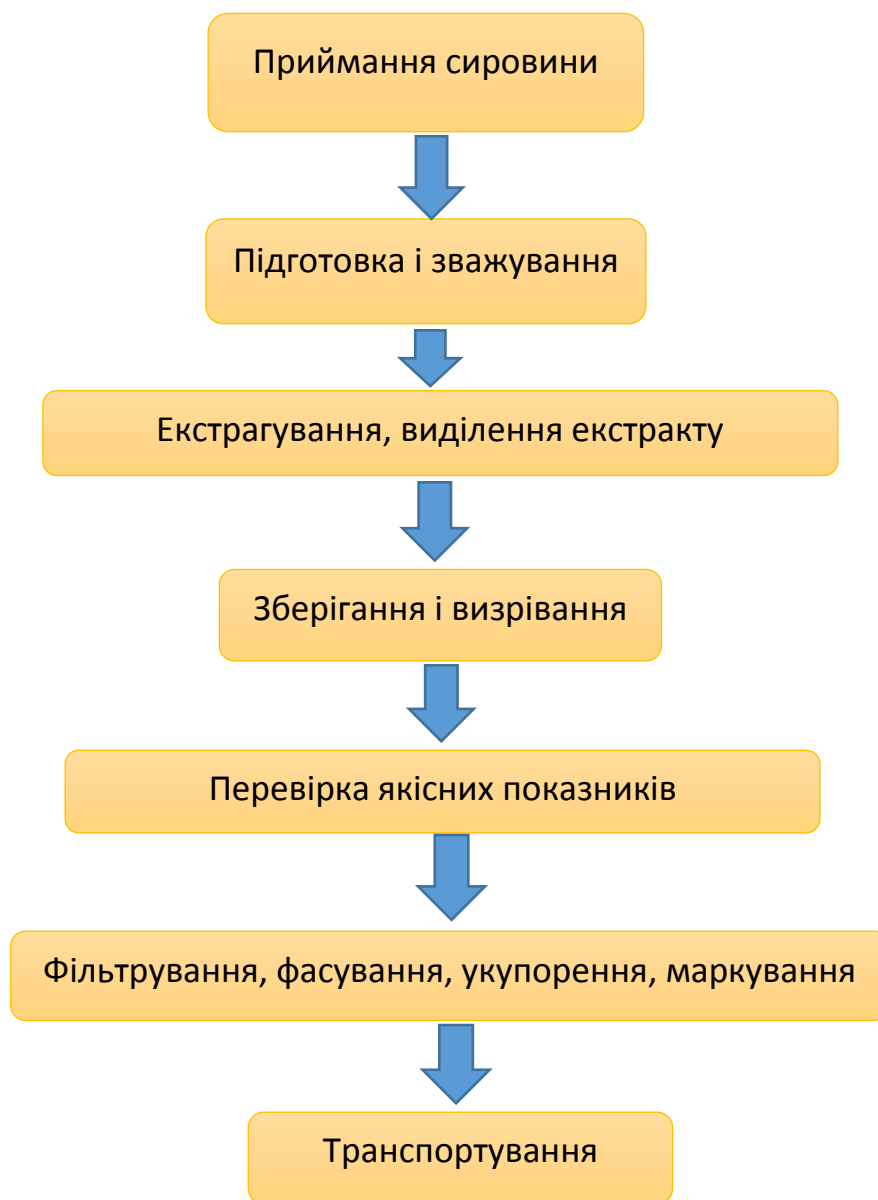 Приймання сировини
Підготовка і зважування
Екстрагування, виділення екстракту
Зберігання і визрівання
Перевірка якісних показників
Фільтрування, фасування, укупорення, маркування
Транспортування